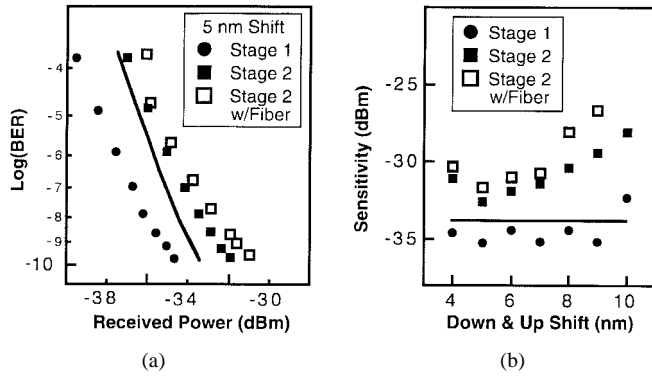 5 nm Shift
Stage 1
Stage 2
Stage 2
w/Fiber
Log(BER)
-4
-5
-6
-7
-8
-9
-10
-38
-34
-30
Received Power (dBm)
(a)
Stage 1
Stage 2
Stage 2
w/Fiber
Sensitivity (dBm)
-25
-30
-35
4
6
8
10
Down & Up Shift (nm)
(b)